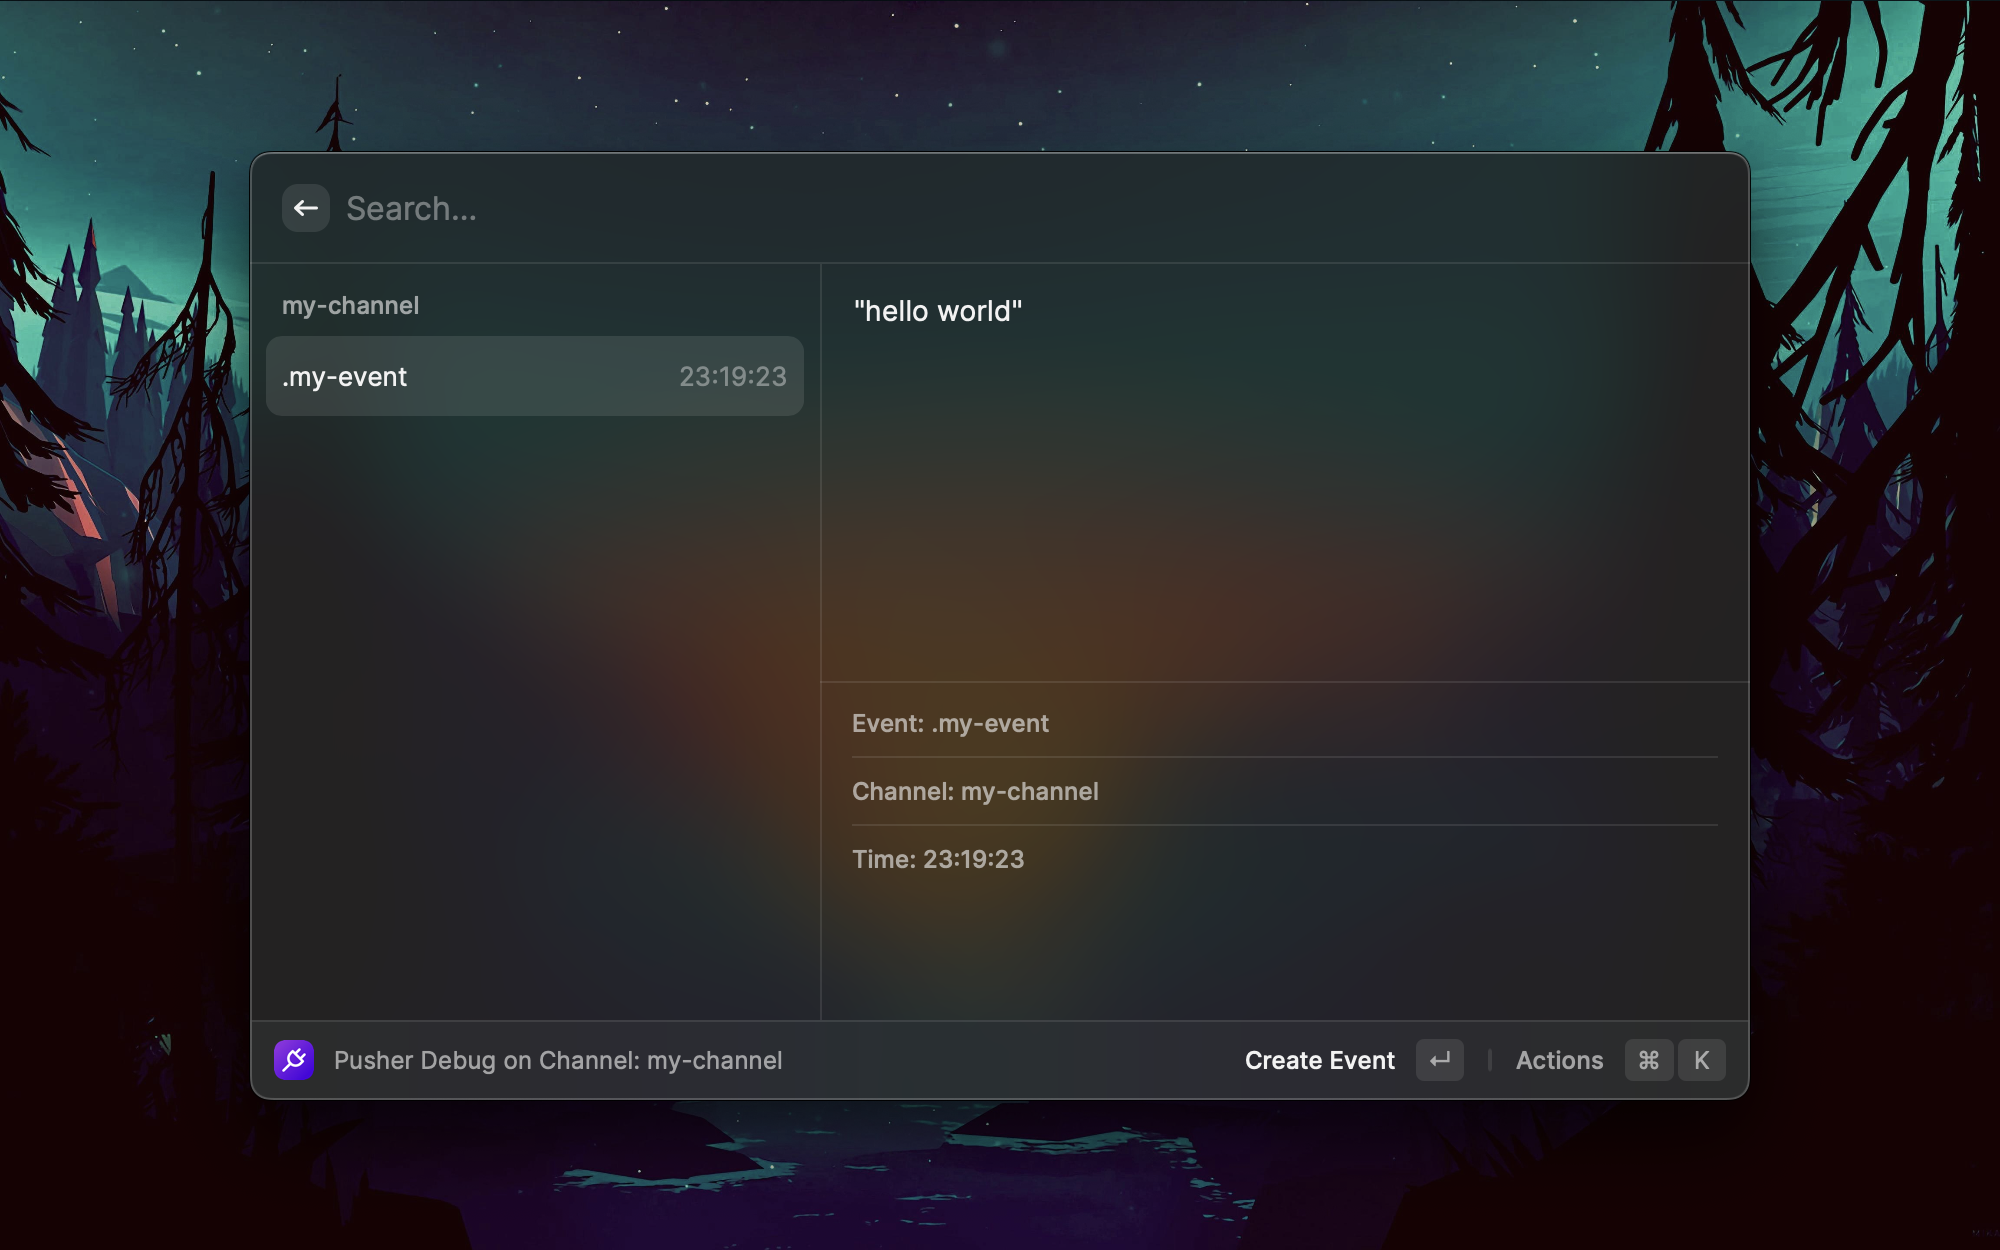 Search...
my-channel
.my-event 23:19:23
"hello world"
Event: .my-event
Channel: my-channel
Time: 23:19:23
Pusher Debug on Channel: my-channel
Create Event ↵ | Actions ⌘ K